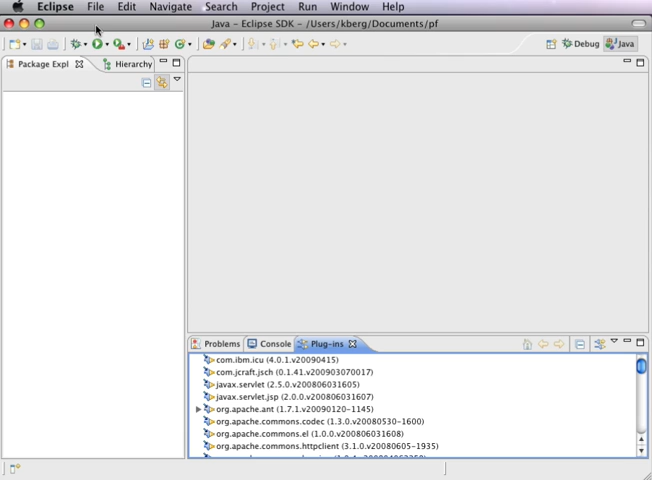 Eclipse File Edit Navigate Search Project Run Window Help
Java - Eclipse SDK - /Users/kberg/Documents/pf
Debug Java
Package Expl Hierarchy
Problems Console Plug-ins
com.ibm.icu (4.0.1.v20090415)
com.jcraft.jsch (0.1.41.v200903070017)
javax.servlet (2.5.0.v200806031605)
javax.servlet.jsp (2.0.0.v200806031607)
org.apache.ant (1.7.1.v20090120-1145)
org.apache.commons.codec (1.3.0.v20080530-1600)
org.apache.commons.el (1.0.0.v200806031608)
org.apache.commons.httpclient (3.1.0.v20080605-1935)